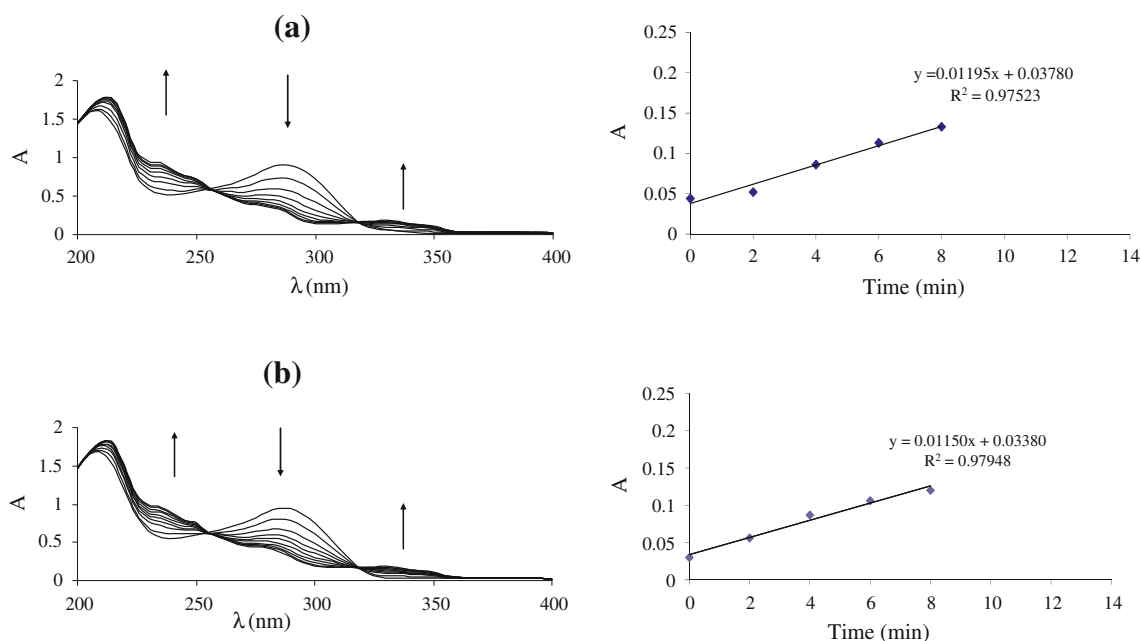 (a)
2
1.5
1
0.5
0
A
200 250 300 350 400
λ (nm)
0.25
0.2
0.15
0.1
0.05
0
A
y =0.01195x + 0.03780
R² = 0.97523
0 2 4 6 8 10 12 14
Time (min)
(b)
2
1.5
1
0.5
0
A
200 250 300 350 400
λ (nm)
0.25
0.2
0.15
0.1
0.05
0
A
y = 0.01150x + 0.03380
R² = 0.97948
0 2 4 6 8 10 12 14
Time (min)